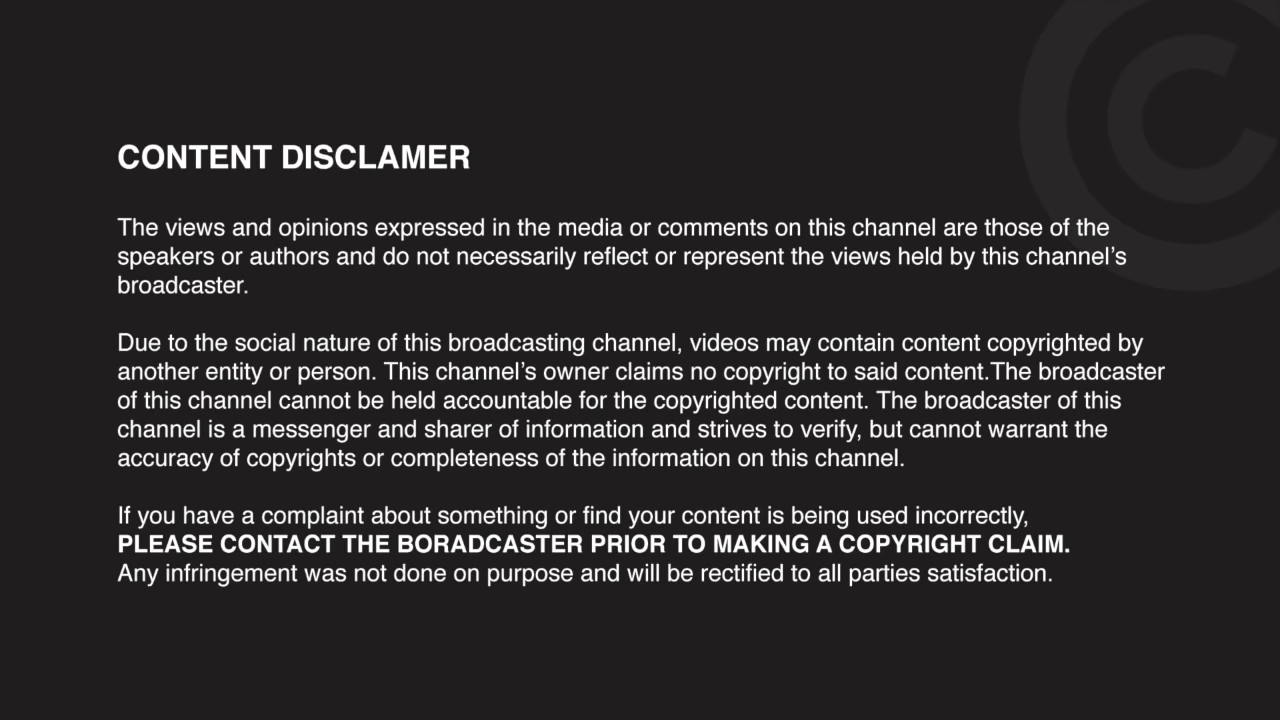 CONTENT DISCLAMER
The views and opinions expressed in the media or comments on this channel are those of the
speakers or authors and do not necessarily reflect or represent the views held by this channel’s
broadcaster.
Due to the social nature of this broadcasting channel, videos may contain content copyrighted by
another entity or person. This channel’s owner claims no copyright to said content.The broadcaster
of this channel cannot be held accountable for the copyrighted content. The broadcaster of this
channel is a messenger and sharer of information and strives to verify, but cannot warrant the
accuracy of copyrights or completeness of the information on this channel.
If you have a complaint about something or find your content is being used incorrectly,
PLEASE CONTACT THE BORADCASTER PRIOR TO MAKING A COPYRIGHT CLAIM.
Any infringement was not done on purpose and will be rectified to all parties satisfaction.